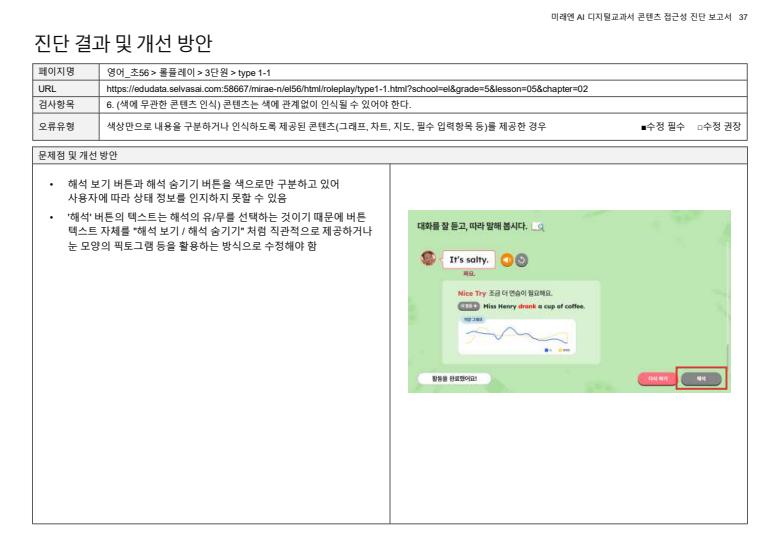 미래엔 AI 디지털교과서 콘텐츠 접근성 진단 보고서 37
진단 결과 및 개선 방안
페이지명 영어_초56 > 롤플레이 > 3단원 > type 1-1
URL https://edudata.selvasai.com:58667/mirae-n/el56/html/roleplay/type1-1.html?school=el&grade=5&lesson=05&chapter=02
검사항목 6. (색에 무관한 콘텐츠 인식) 콘텐츠는 색에 관계없이 인식될 수 있어야 한다.
오류유형 색상만으로 내용을 구분하거나 인식하도록 제공된 콘텐츠(그래프, 차트, 지도, 필수 입력항목 등)를 제공한 경우 ■수정 필수 □수정 권장
문제점 및 개선 방안
• 해석 보기 버튼과 해석 숨기기 버튼을 색으로만 구분하고 있어
사용자에 따라 상태 정보를 인지하지 못할 수 있음
• '해석' 버튼의 텍스트는 해석의 유/무를 선택하는 것이기 때문에 버튼
텍스트 자체를 "해석 보기 / 해석 숨기기" 처럼 직관적으로 제공하거나
눈 모양의 픽토그램 등을 활용하는 방식으로 수정해야 함
대화를 잘 듣고, 따라 말해 봅시다.
It's salty.
짜요.
Nice Try 조금 더 연습이 필요해요.
Miss Henry drank a cup of coffee.
억양 그래프
활동을 완료했어요!
다시 하기 해석